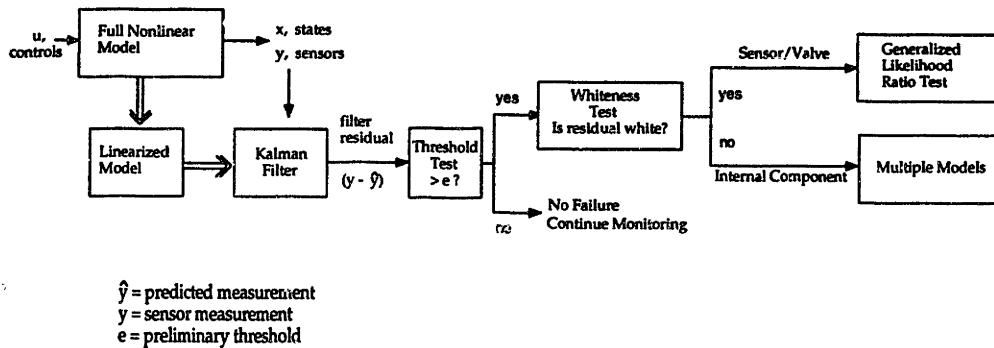 u,
controls
Full Nonlinear
Model
x, states
y, sensors
Linearized
Model
Kalman
Filter
filter
residual
(y - ŷ)
Threshold
Test
> e ?
yes
no
Whiteness
Test
Is residual white?
No Failure
Continue Monitoring
Sensor/Valve
yes
no
Internal Component
Generalized
Likelihood
Ratio Test
Multiple Models
ŷ = predicted measurement
y = sensor measurement
e = preliminary threshold